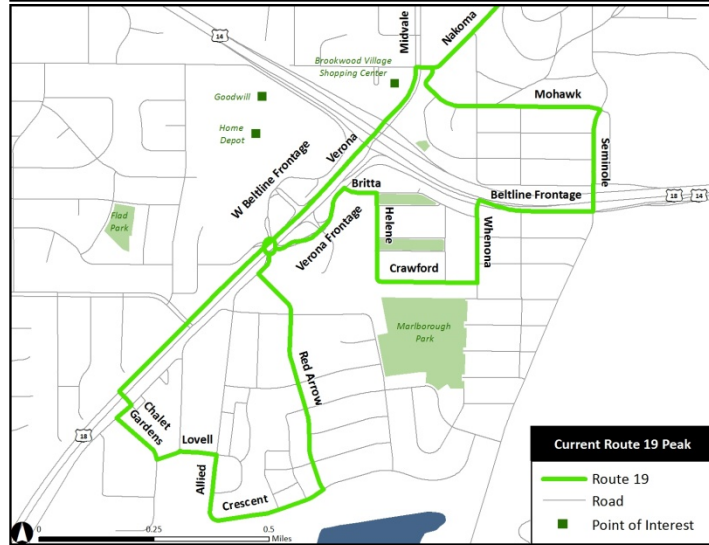 14
Midvale
Nakoma
Brookwood Village
Shopping Center
Goodwill
Mohawk
Home
Depot
Verona
Seminole
W Beltline Frontage
Britta
Beltline Frontage
18
14
Helene
Whenona
Verona Frontage
Flad
Park
Crawford
Marlborough
Park
Red Arrow
Chalet
Gardens
18
Lovell
Allied
Crescent
Current Route 19 Peak
Route 19
Road
Point of Interest
0
0.25
0.5
Miles